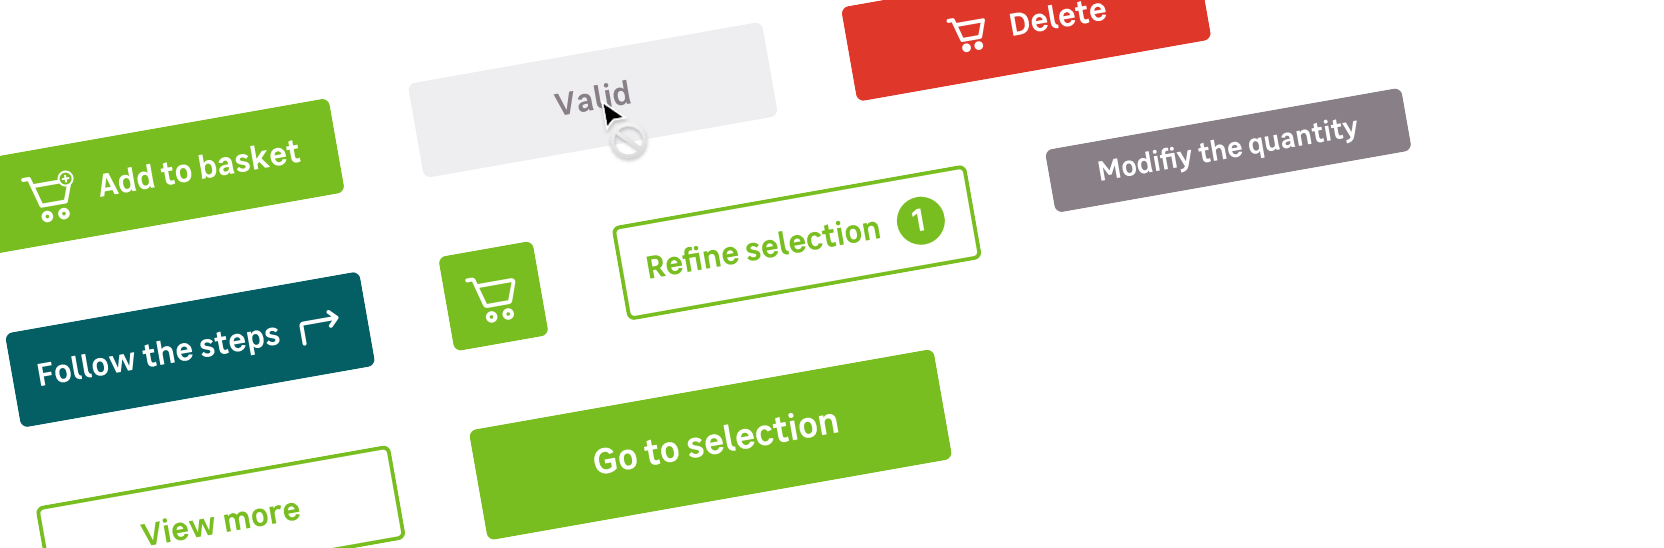 Delete
Valid
Add to basket
Modifiy the quantity
Refine selection 1
Follow the steps
Go to selection
View more